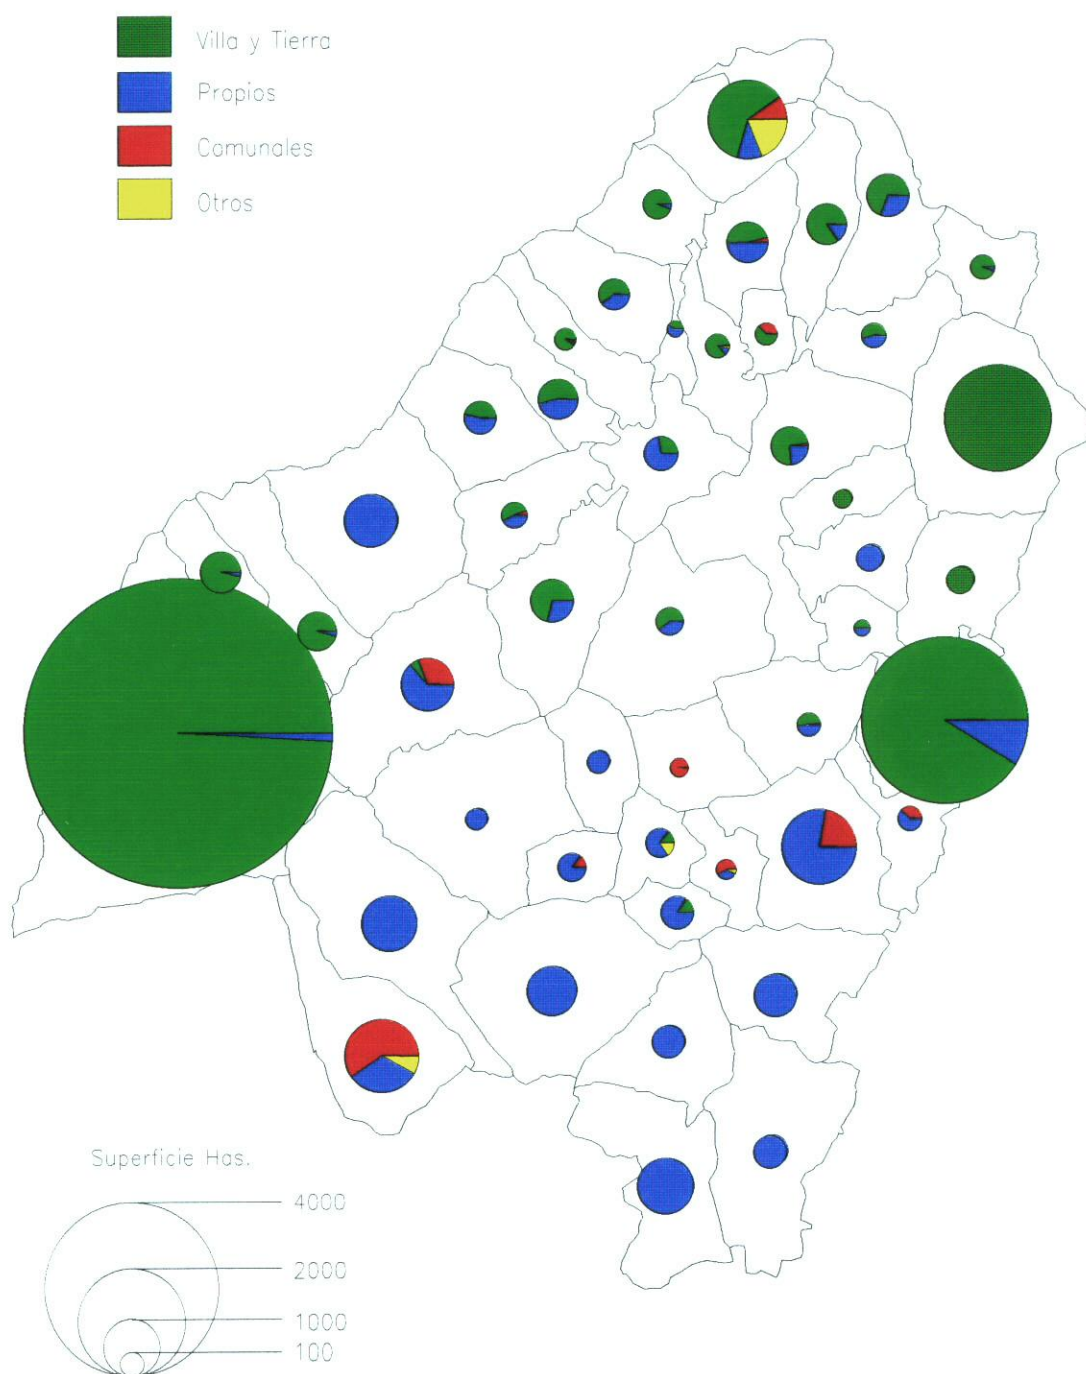 Villa y Tierra
Propios
Comunales
Otros
Superficie Has.
4000
2000
1000
100